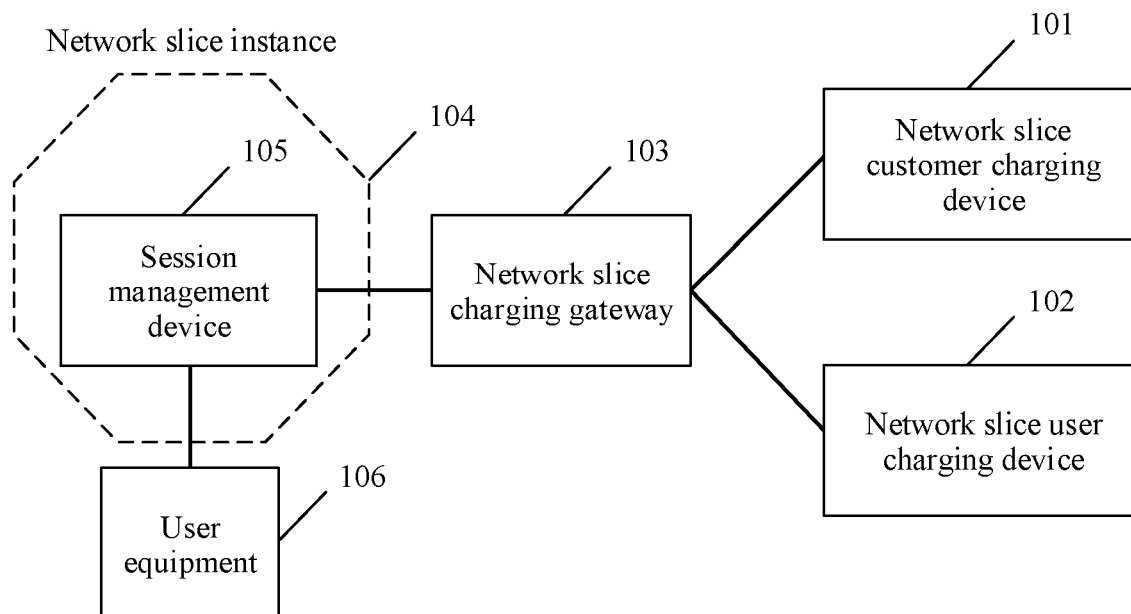 Network slice instance
101
104
105
103
Network slice
customer charging
device
Session
management
device
Network slice
charging gateway
102
Network slice user
charging device
106
User
equipment